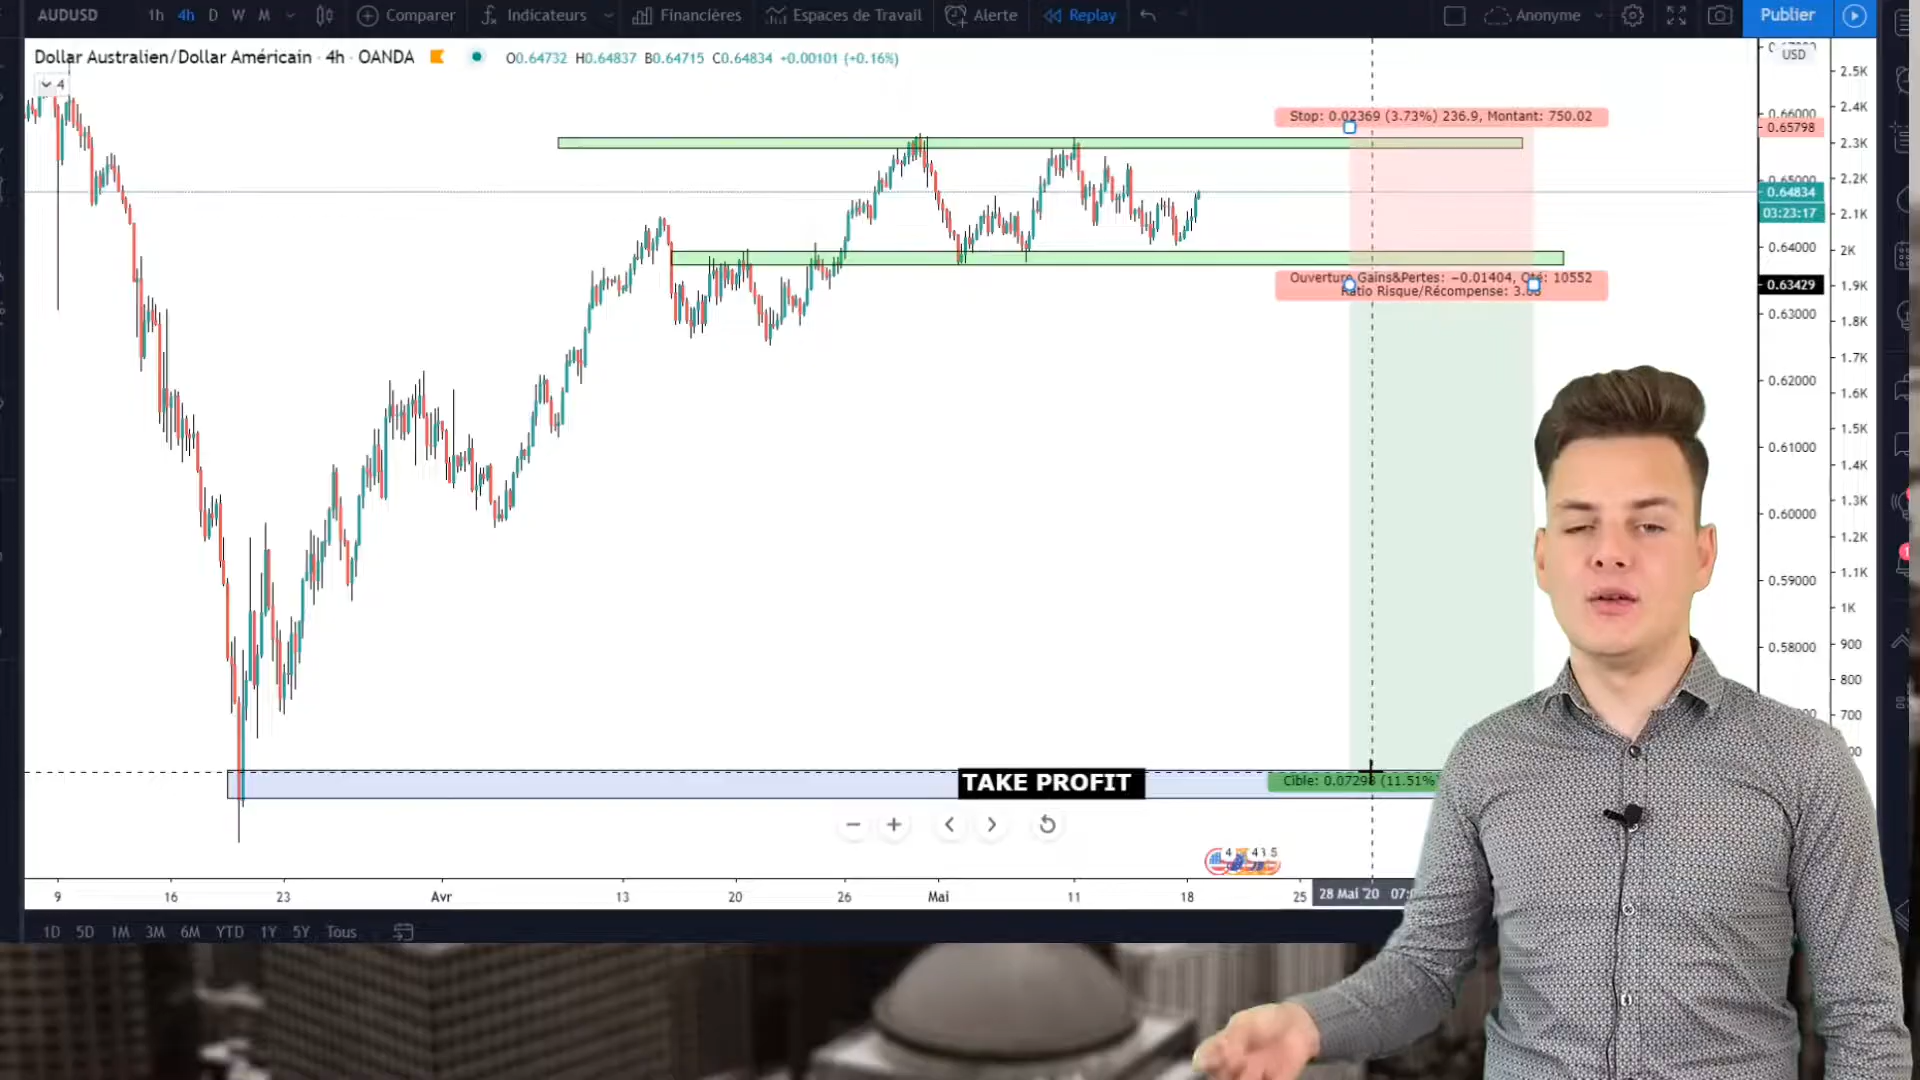 AUDUSD 1h 4h D W M Comparer Indicateurs Financières Espaces de Travail Alerte Replay Anonyme Publier
Dollar Australien/Dollar Américain · 4h · OANDA O0.64732 H0.64837 B0.64715 C0.64834 +0.00101 (+0.16%)
4
USD
2.5K
2.4K
0.66000
0.65798
2.3K
2.2K
0.64834
03:23:17
2.1K
0.64000
2K
0.63429
1.9K
0.63000
1.8K
1.7K
0.62000
1.6K
1.5K
0.61000
1.4K
1.3K
0.60000
1.2K
0.59000
1.1K
1K
0.58000
900
800
700
Stop: 0.02369 (3.73%) 236.9, Montant: 750.02
Ouverture Gains&Pertes: −0.01404, Qté: 10552
Ratio Risque/Récompense: 3.08
TAKE PROFIT
Cible: 0.07298 (11.51%)
4 43 5
9 16 23 Avr 13 20 26 Mai 11 18 25 28 Mai '20
1D 5D 1M 3M 6M YTD 1Y 5Y Tous